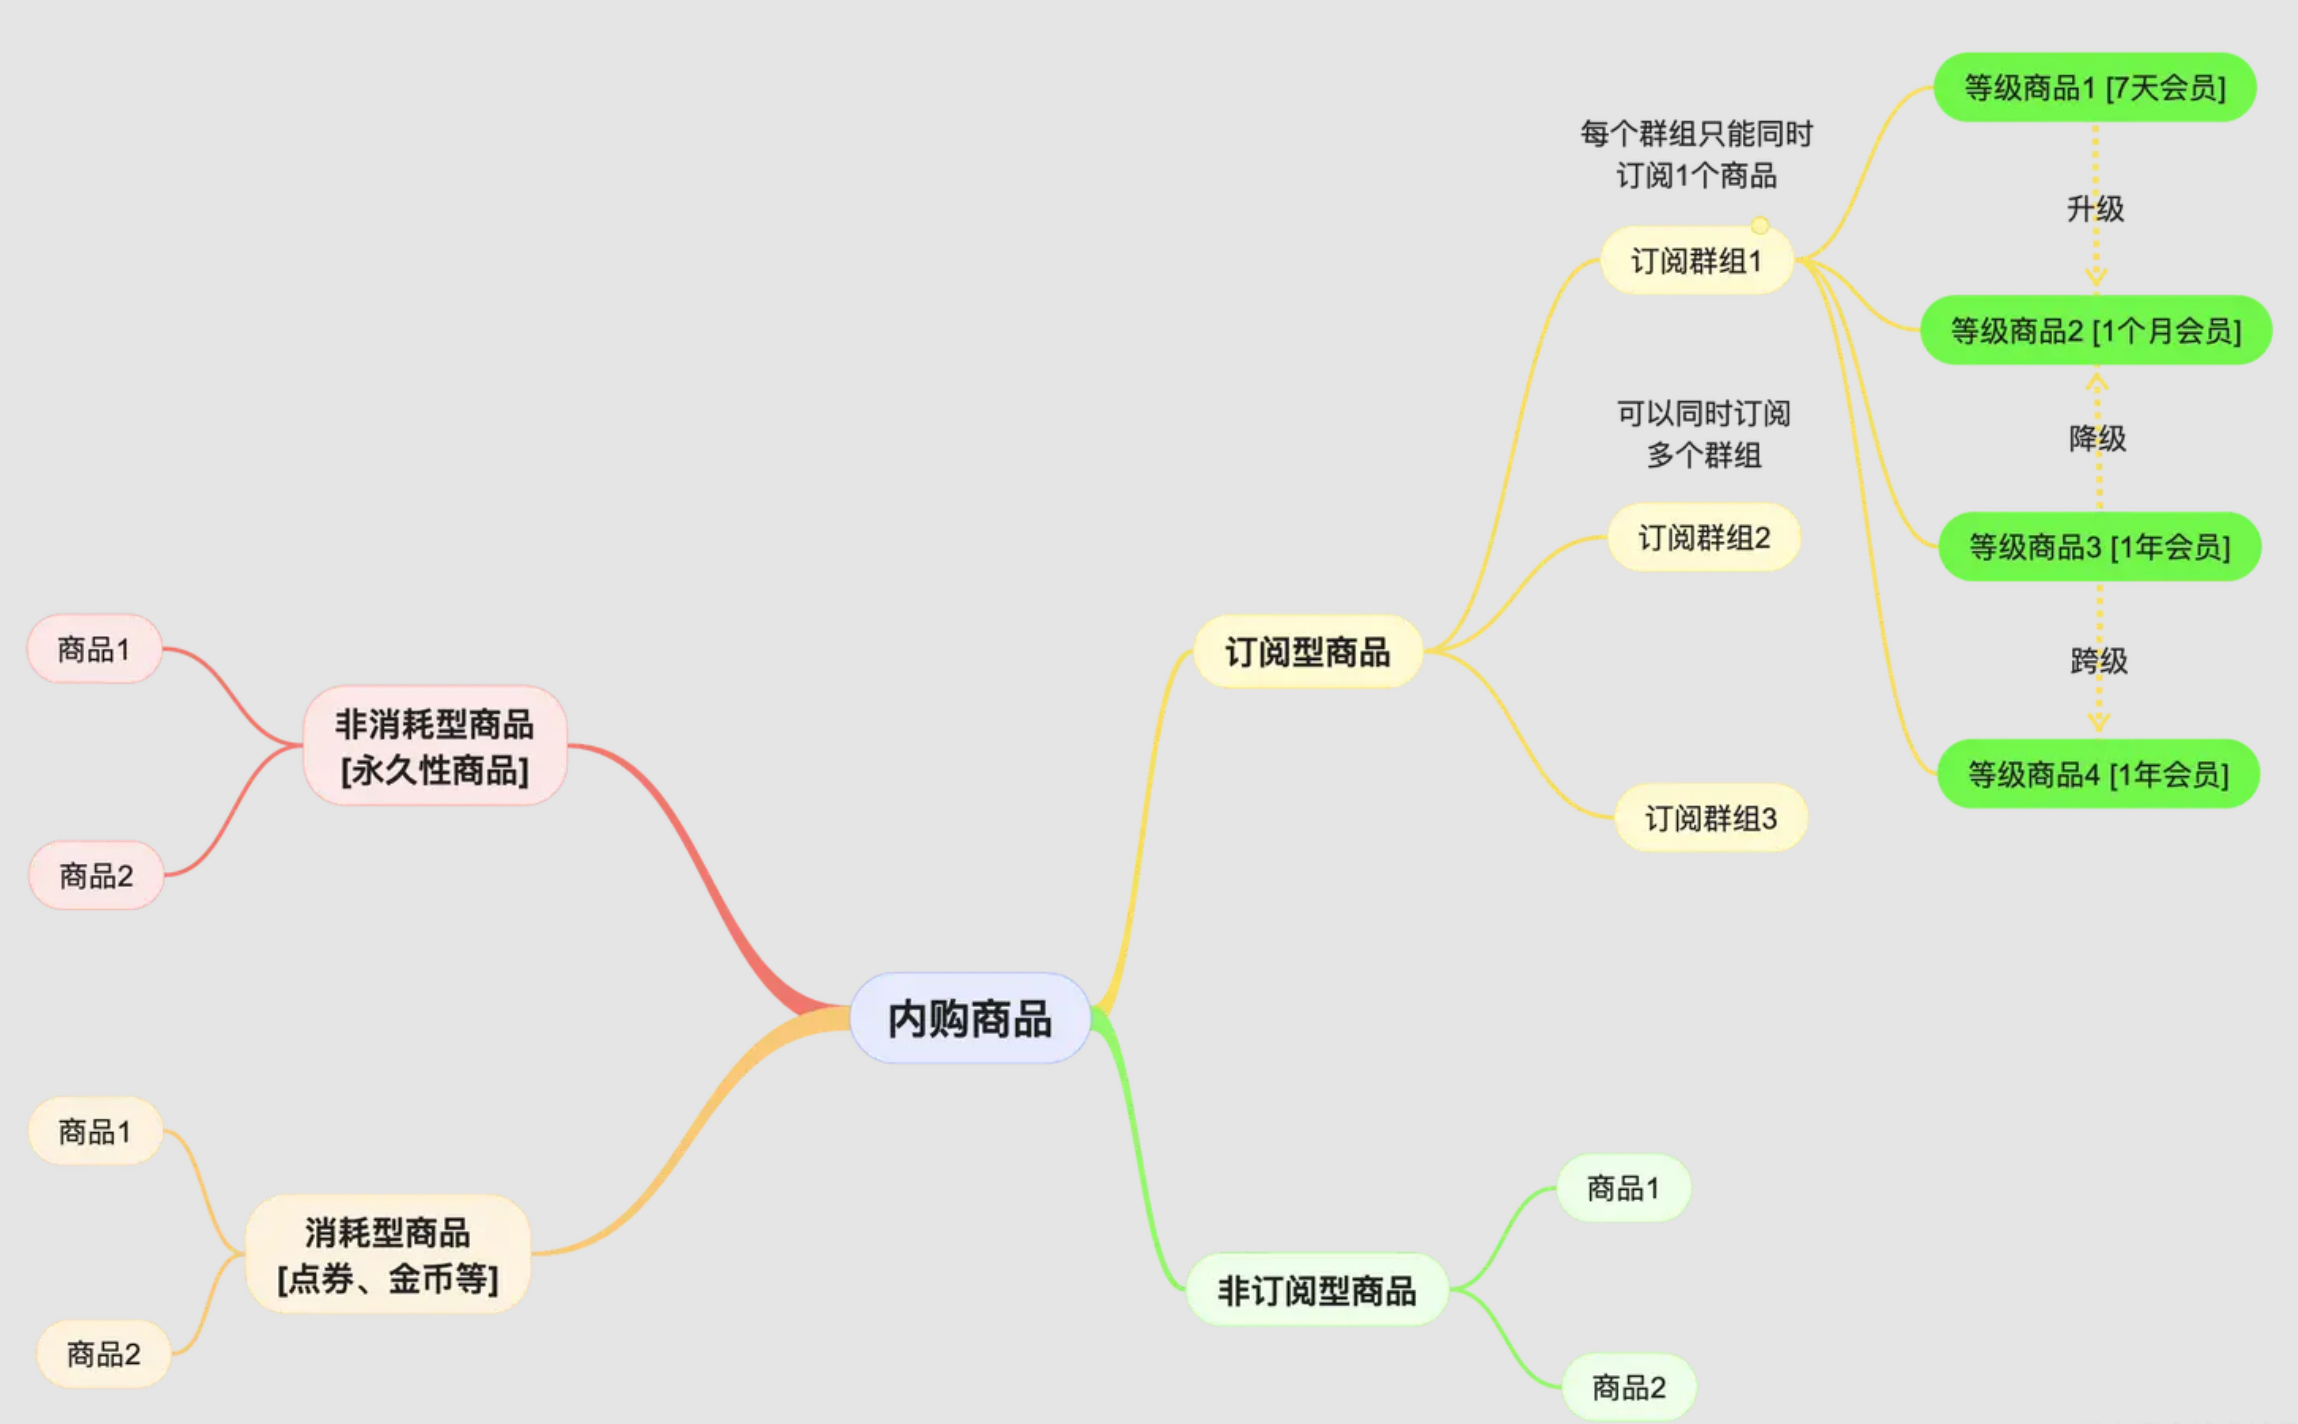 内购商品
非消耗型商品
[永久性商品]
商品1
商品2
消耗型商品
[点券、金币等]
商品1
商品2
订阅型商品
每个群组只能同时
订阅1个商品
订阅群组1
等级商品1 [7天会员]
升级
等级商品2 [1个月会员]
降级
等级商品3 [1年会员]
跨级
等级商品4 [1年会员]
可以同时订阅
多个群组
订阅群组2
订阅群组3
非订阅型商品
商品1
商品2